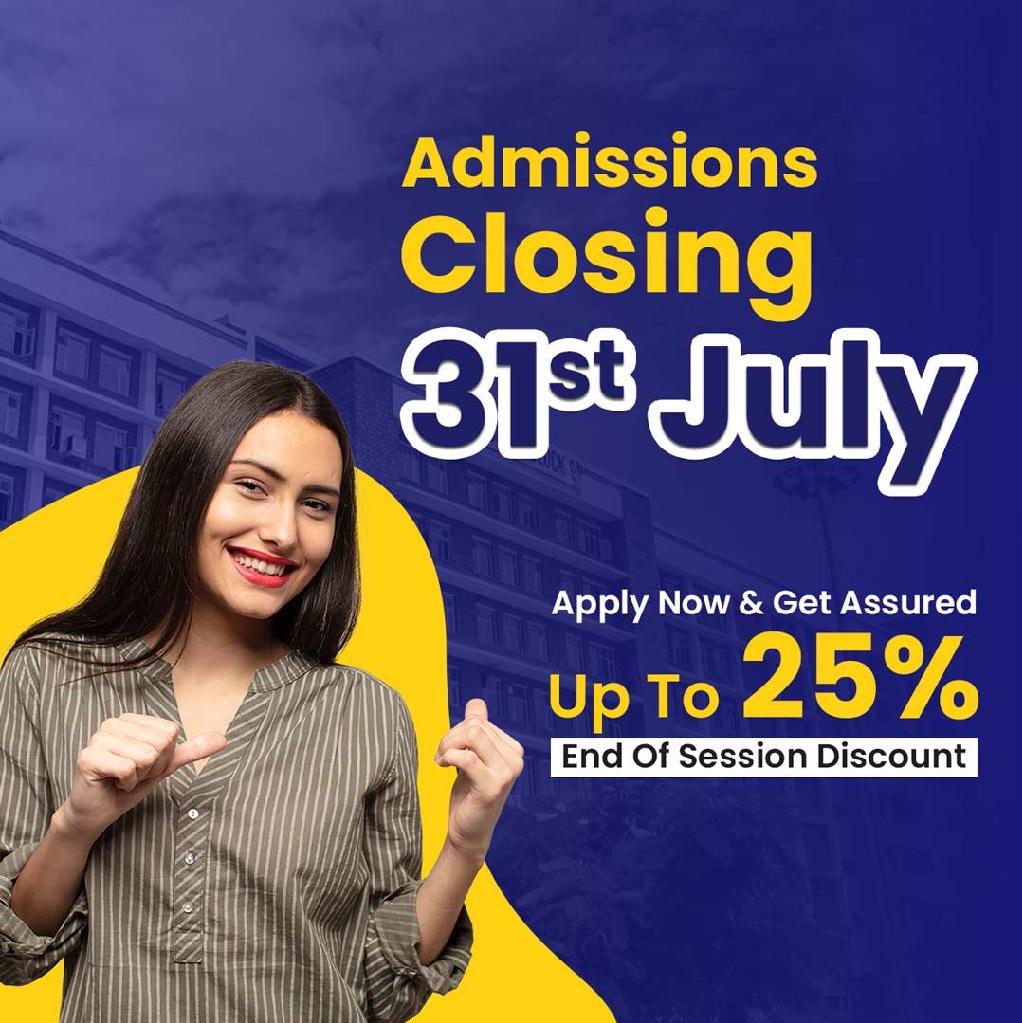 Admissions
Closing
31st July
Apply Now & Get Assured
Up To 25%
End Of Session Discount